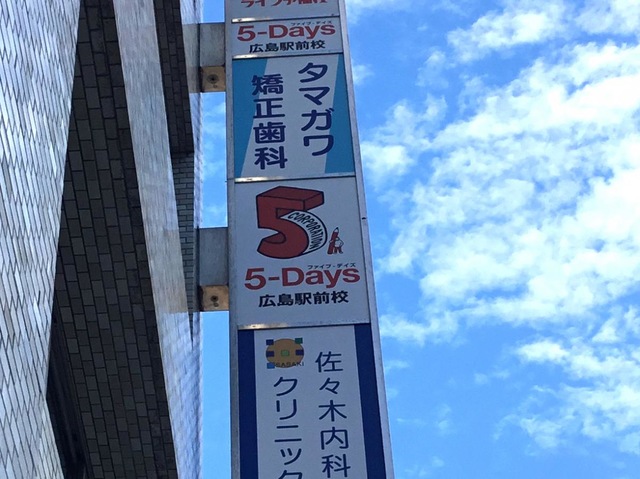 ファイブ・デイズ
5-Days
広島駅前校
タマガワ
矯正歯科
5
CORPORATION
ファイブ・デイズ
5-Days
広島駅前校
SASAKI
佐々木内科
クリニック